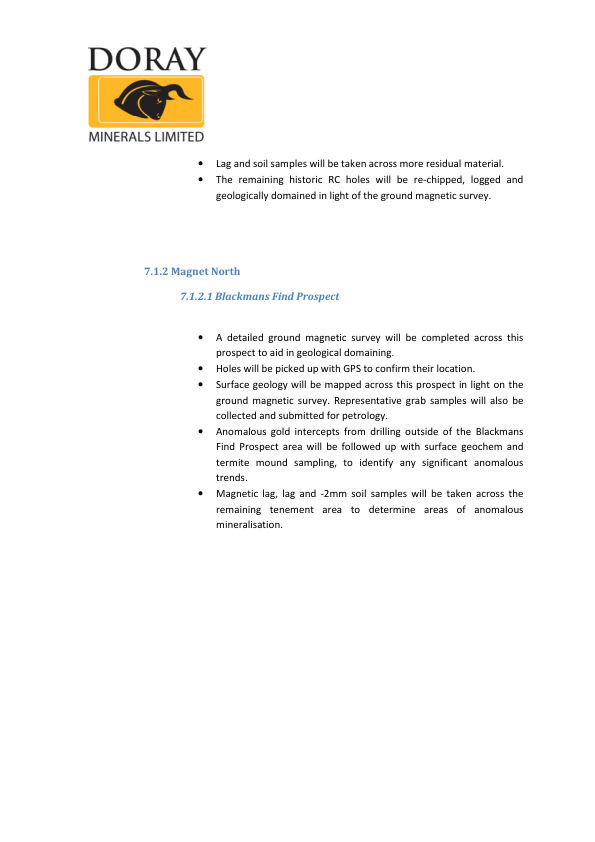 DORAY
MINERALS LIMITED
• Lag and soil samples will be taken across more residual material.
• The remaining historic RC holes will be re-chipped, logged and
geologically domained in light of the ground magnetic survey.
7.1.2 Magnet North
7.1.2.1 Blackmans Find Prospect
• A detailed ground magnetic survey will be completed across this
prospect to aid in geological domaining.
• Holes will be picked up with GPS to confirm their location.
• Surface geology will be mapped across this prospect in light on the
ground magnetic survey. Representative grab samples will also be
collected and submitted for petrology.
• Anomalous gold intercepts from drilling outside of the Blackmans
Find Prospect area will be followed up with surface geochem and
termite mound sampling, to identify any significant anomalous
trends.
• Magnetic lag, lag and -2mm soil samples will be taken across the
remaining tenement area to determine areas of anomalous
mineralisation.